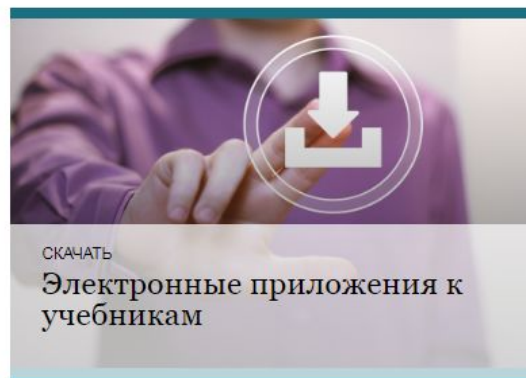 СКАЧАТЬ
Электронные приложения к
учебникам